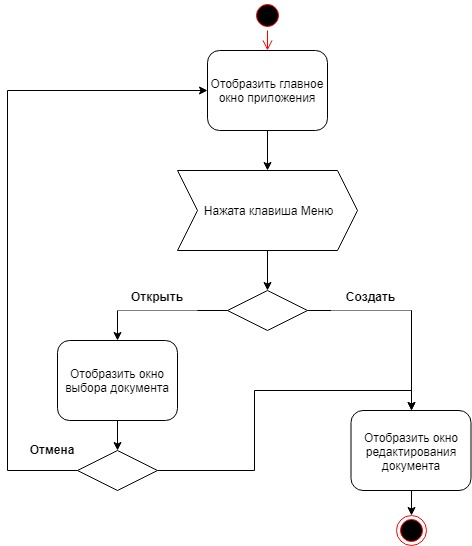 Отобразить главное
окно приложения
Нажата клавиша Меню
Открыть
Создать
Отобразить окно
выбора документа
Отмена
Отобразить окно
редактирования
документа